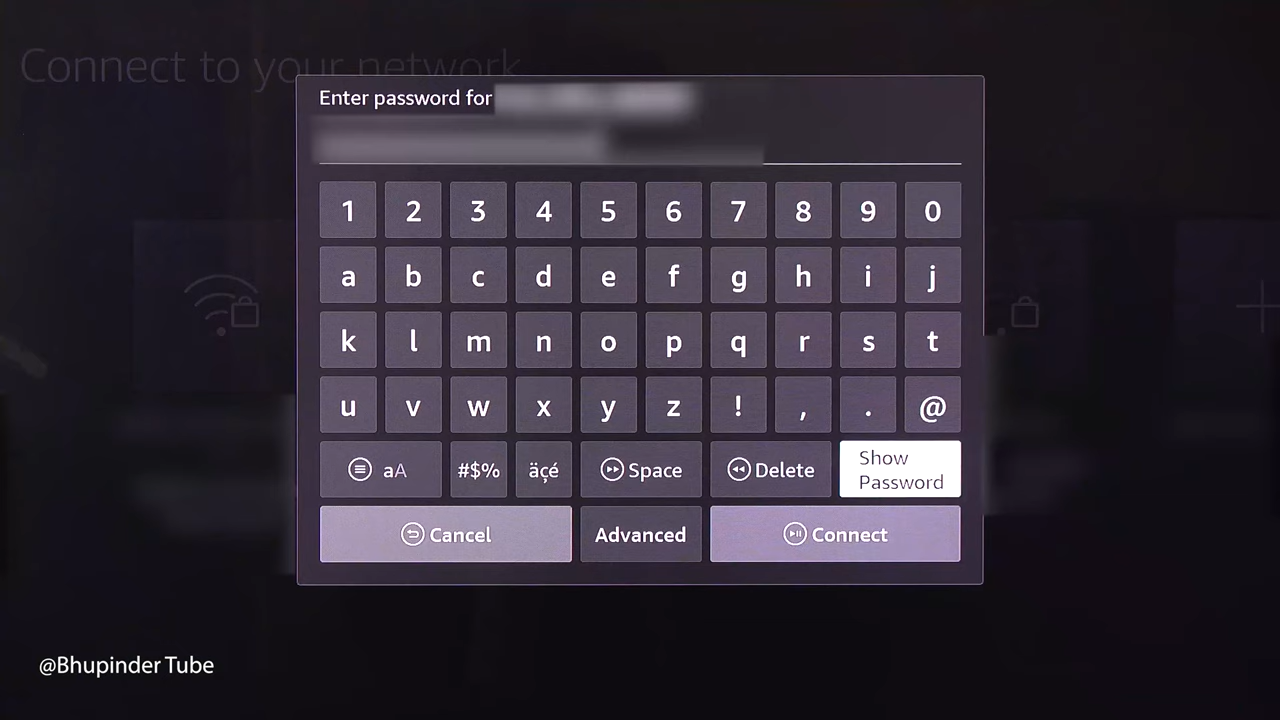 Connect to your network
Enter password for
1 2 3 4 5 6 7 8 9 0
a b c d e f g h i j
k l m n o p q r s t
u v w x y z ! , . @
aA #$% äçé Space Delete Show
Password
Cancel Advanced Connect
@Bhupinder Tube